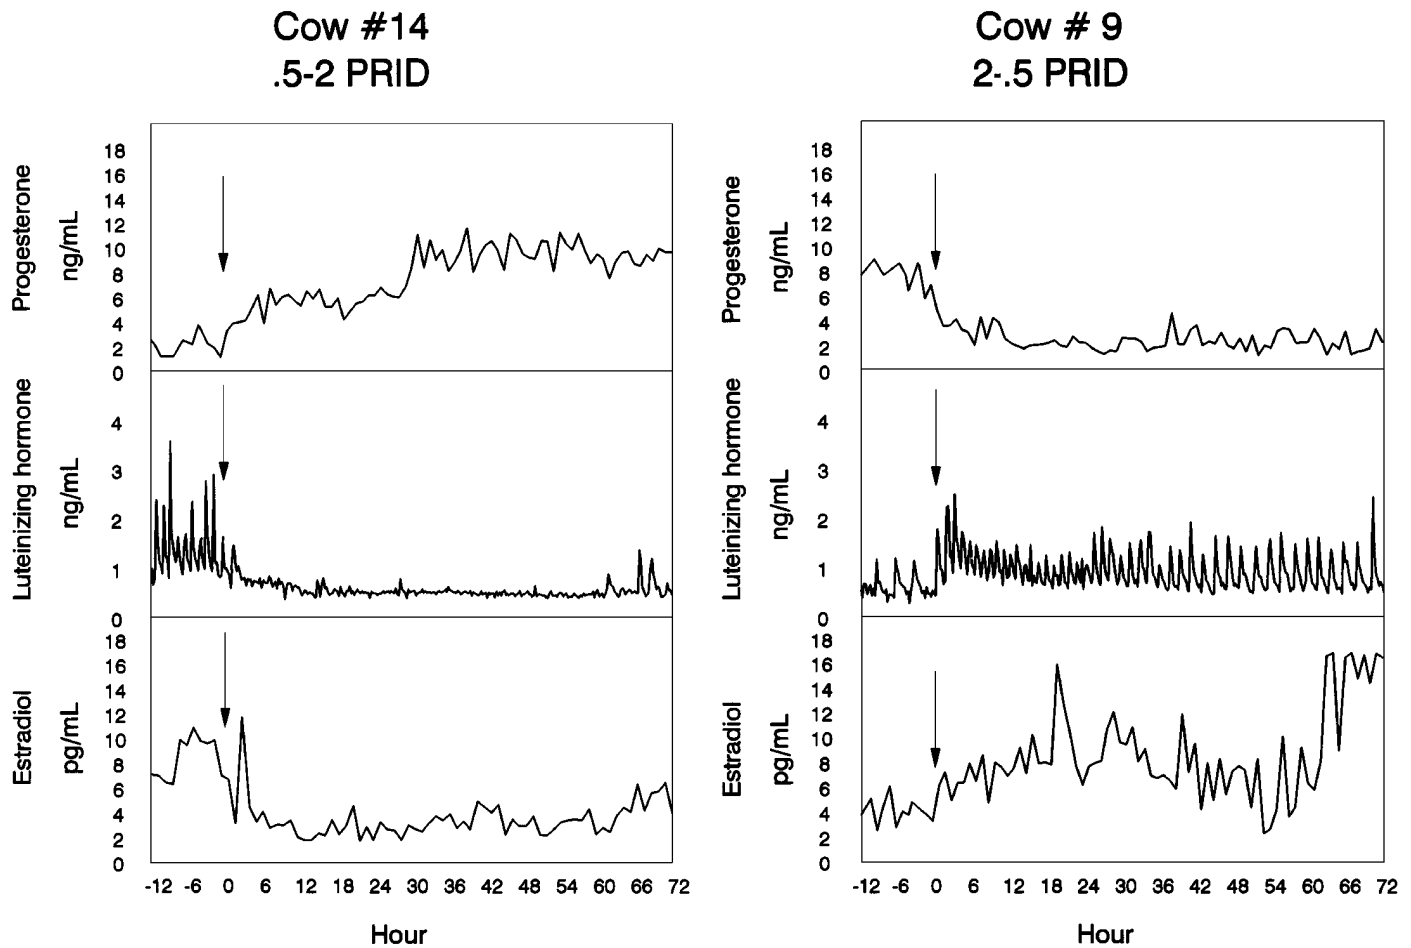 Cow #14
.5-2 PRID
Progesterone
ng/mL
18
16
14
12
10
8
6
4
2
0
Luteinizing hormone
ng/mL
4
3
2
1
0
Estradiol
pg/mL
18
16
14
12
10
8
6
4
2
0
-12 -6 0 6 12 18 24 30 36 42 48 54 60 66 72
Hour
Cow # 9
2-.5 PRID
Progesterone
ng/mL
18
16
14
12
10
8
6
4
2
0
Luteinizing hormone
ng/mL
4
3
2
1
0
Estradiol
pg/mL
18
16
14
12
10
8
6
4
2
0
-12 -6 0 6 12 18 24 30 36 42 48 54 60 66 72
Hour